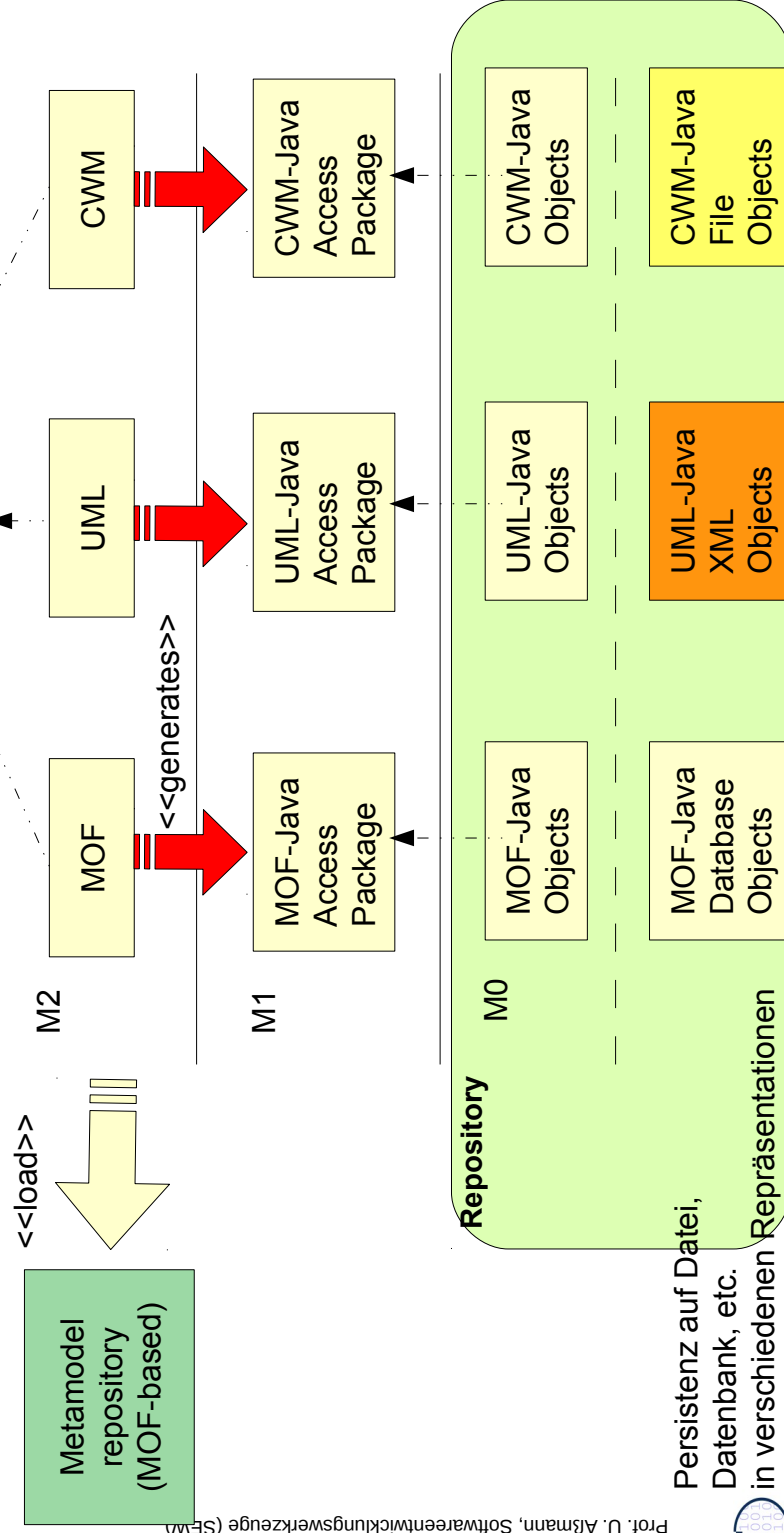 <<load>>
Metamodel
repository
(MOF-based)
M2
MOF
UML
CWM
<<generates>>
M1
MOF-Java
Access
Package
UML-Java
Access
Package
CWM-Java
Access
Package
Repository
M0
MOF-Java
Objects
UML-Java
Objects
CWM-Java
Objects
MOF-Java
Database
Objects
UML-Java
XML
Objects
CWM-Java
File
Objects
Persistenz auf Datei,
Datenbank, etc.
in verschiedenen Repräsentationen
Prof. U. Aßmann, Softwareentwicklungswerkzeuge (SEW)